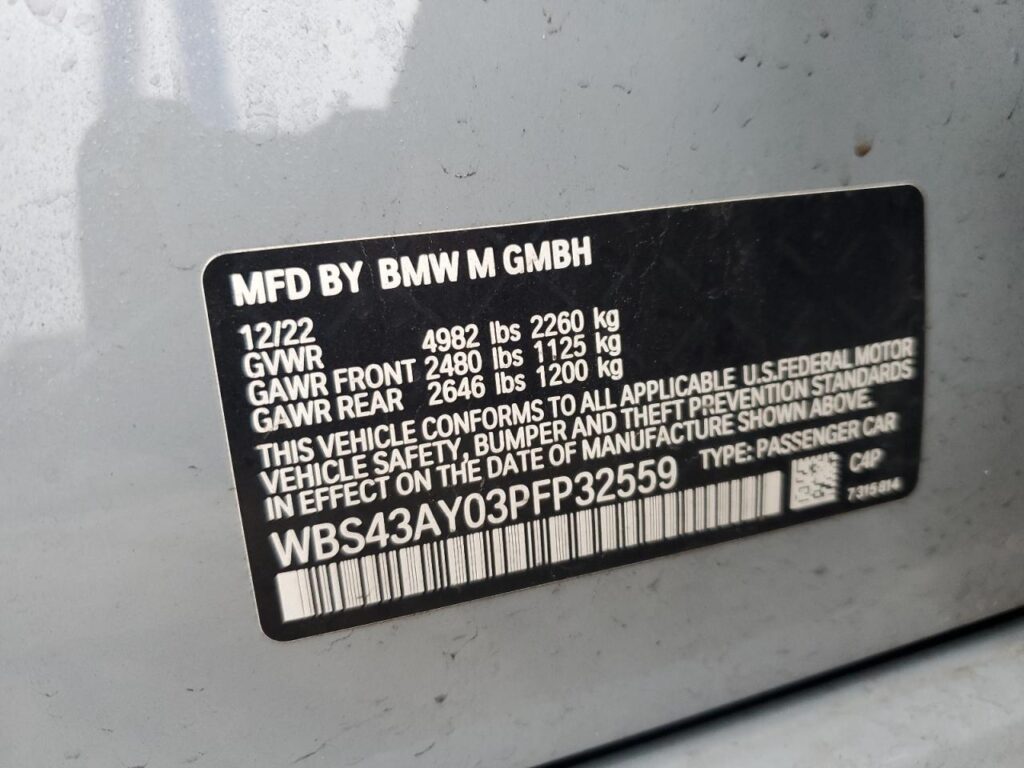 MFD BY BMW M GMBH
12/22
GVWR 4982 lbs 2260 kg
GAWR FRONT 2480 lbs 1125 kg
GAWR REAR 2646 lbs 1200 kg
THIS VEHICLE CONFORMS TO ALL APPLICABLE U.S.FEDERAL MOTOR
VEHICLE SAFETY, BUMPER AND THEFT PREVENTION STANDARDS
IN EFFECT ON THE DATE OF MANUFACTURE SHOWN ABOVE.
WBS43AY03PFP32559 TYPE: PASSENGER CAR
C4P
7315814